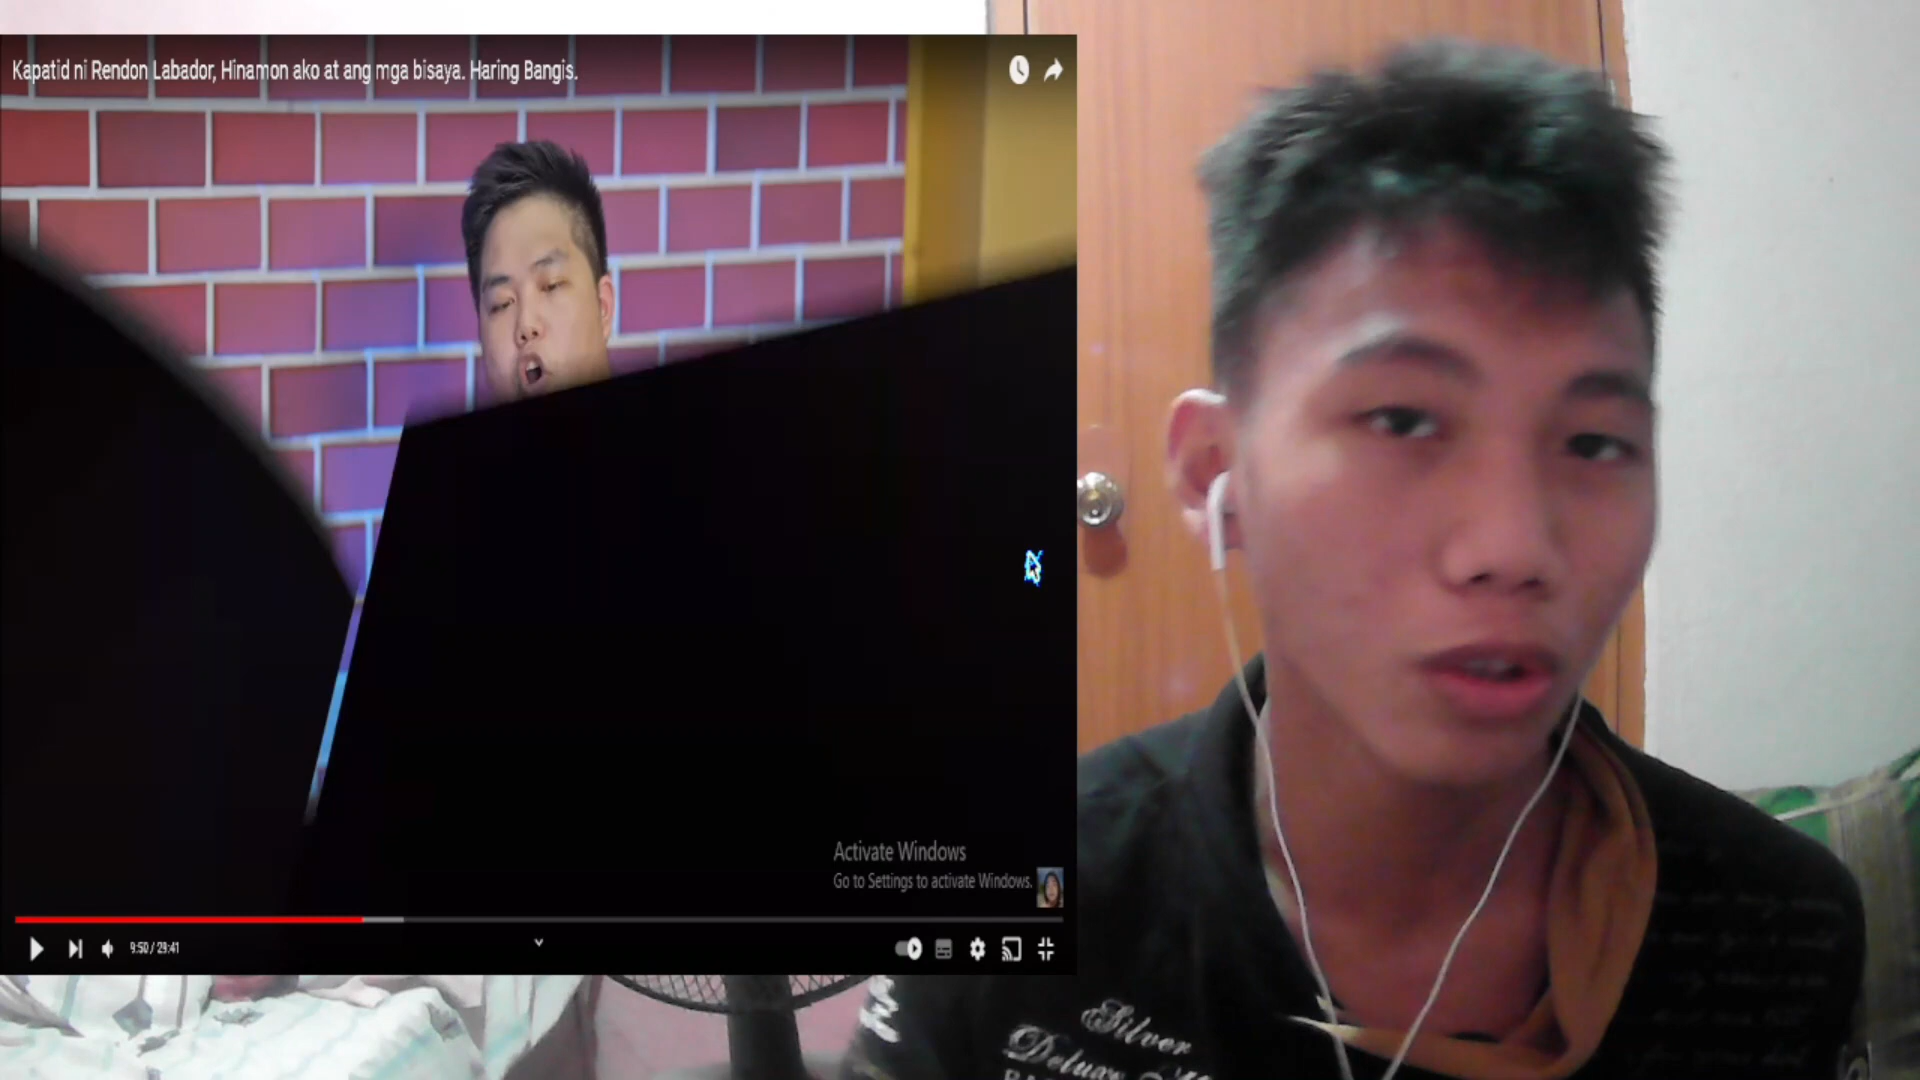 Kapatid ni Rendon Labador, Hinamon ako at ang mga bisaya. Haring Bangis.
Activate Windows
Go to Settings to activate Windows.
9:50 / 29:41
Silver
Deluxe